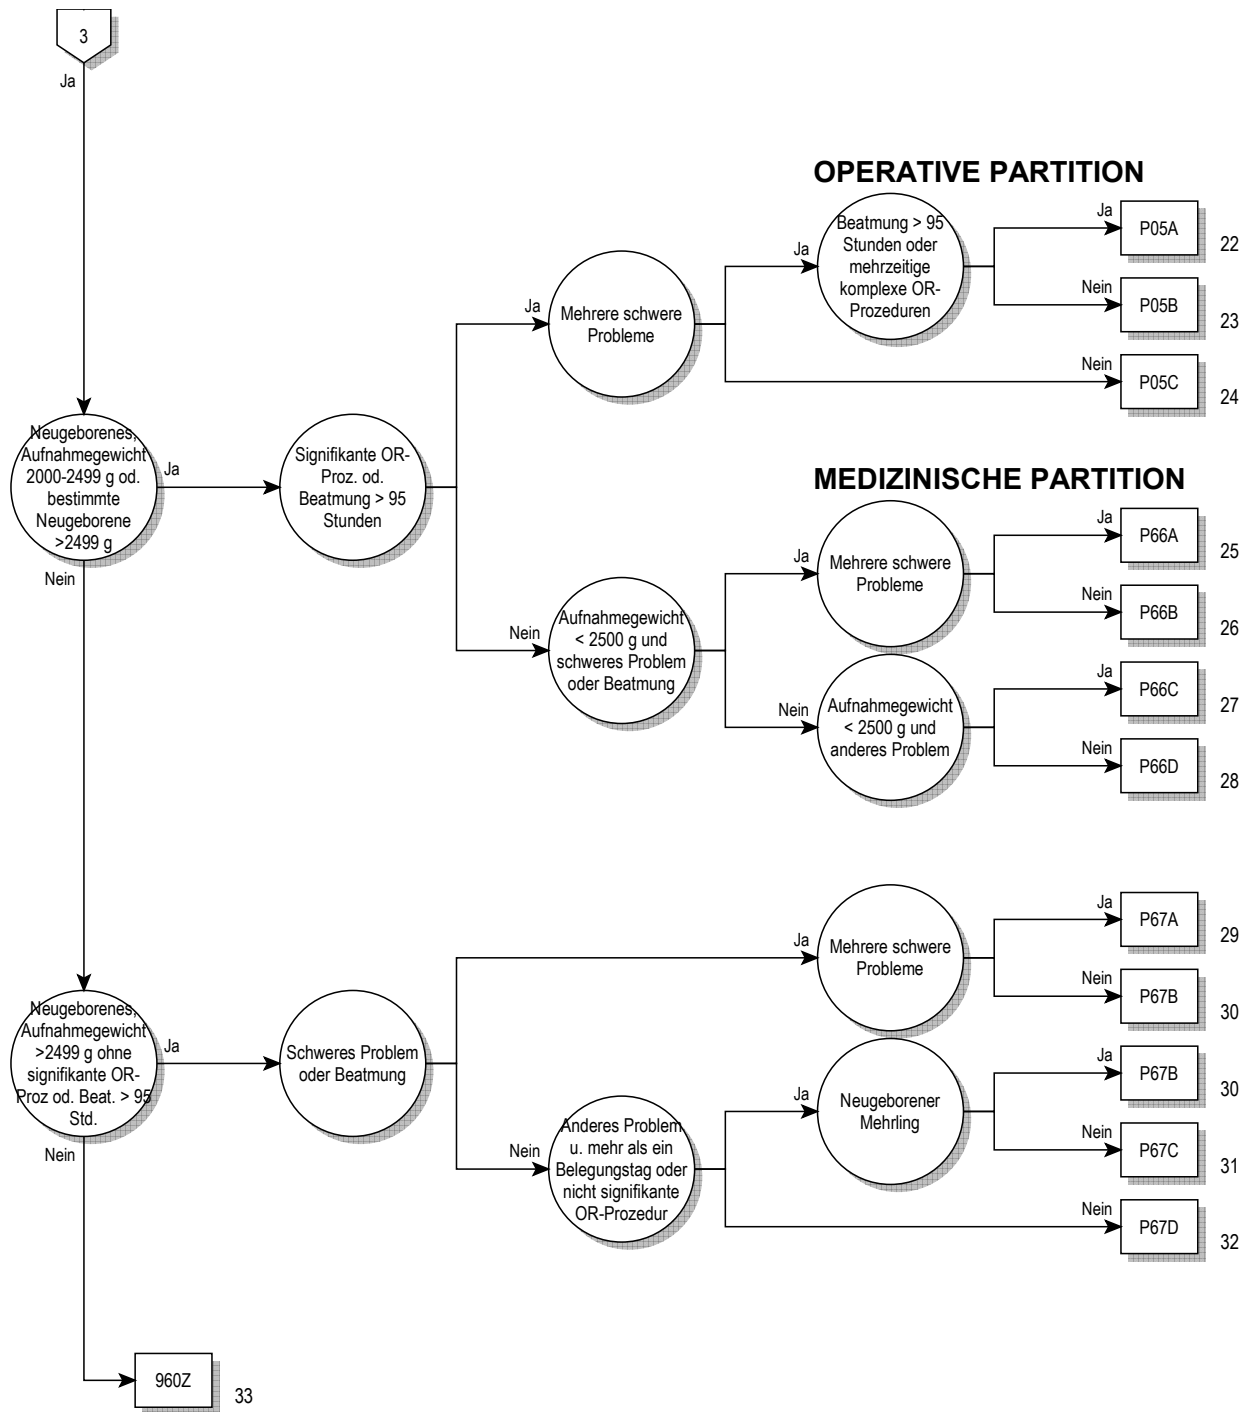 3
Ja
OPERATIVE PARTITION
Beatmung > 95
Stunden oder
mehrzeitige
komplexe OR-
Prozeduren
Ja
Ja
P05A
22
Nein
P05B
23
Ja
Mehrere schwere
Probleme
Nein
P05C
24
Neugeborenes,
Aufnahmegewicht
2000-2499 g od.
bestimmte
Neugeborene
>2499 g
Ja
Signifikante OR-
Proz. od.
Beatmung > 95
Stunden
MEDIZINISCHE PARTITION
Nein
Nein
Aufnahmegewicht
< 2500 g und
schweres Problem
oder Beatmung
Ja
Mehrere schwere
Probleme
Ja
P66A
25
Nein
P66B
26
Nein
Aufnahmegewicht
< 2500 g und
anderes Problem
Ja
P66C
27
Nein
P66D
28
Ja
Mehrere schwere
Probleme
Ja
P67A
29
Nein
P67B
30
Neugeborenes,
Aufnahmegewicht
>2499 g ohne
signifikante OR-
Proz od. Beat. > 95
Std.
Ja
Schweres Problem
oder Beatmung
Nein
Nein
Anderes Problem
u. mehr als ein
Belegungstag oder
nicht signifikante
OR-Prozedur
Ja
Neugeborener
Mehrling
Ja
P67B
30
Nein
P67C
31
Nein
P67D
32
960Z
33